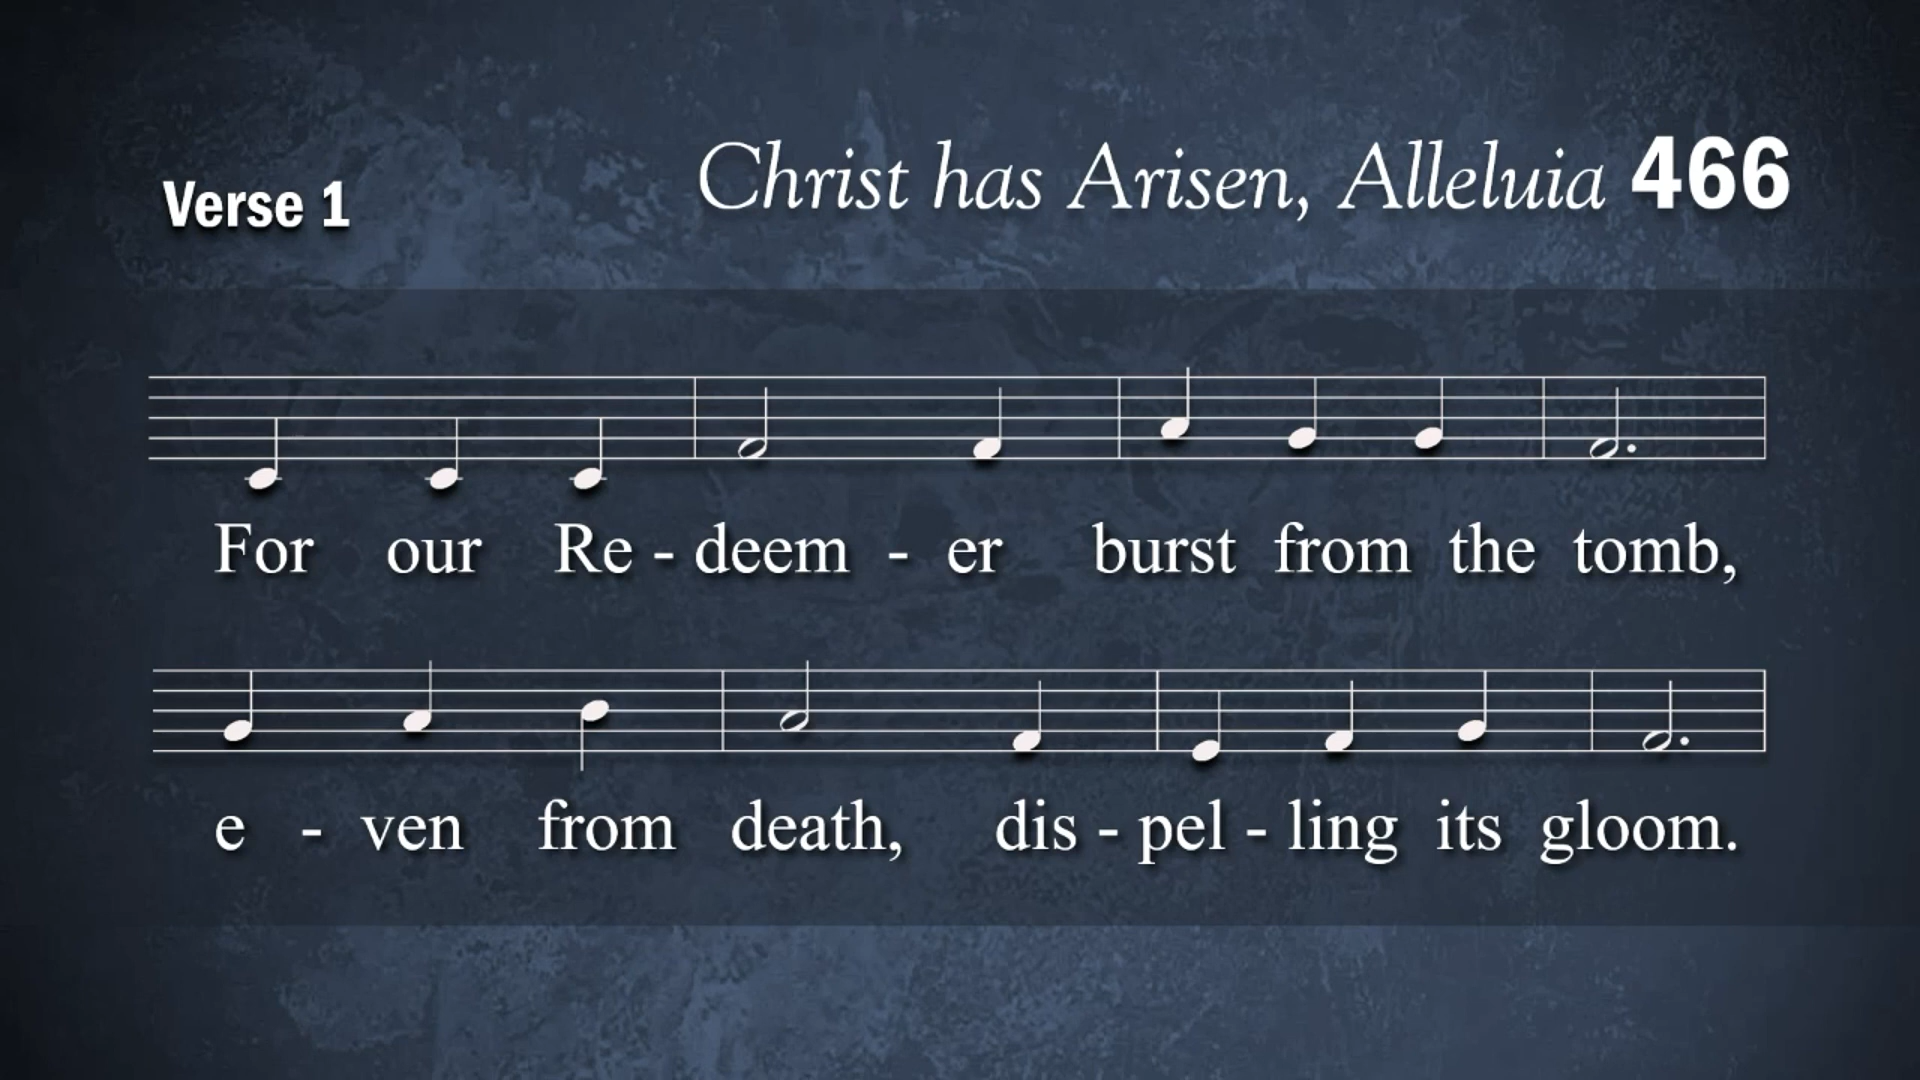 Verse 1
Christ has Arisen, Alleluia 466
For our Re - deem - er burst from the tomb,
e - ven from death, dis - pel - ling its gloom.